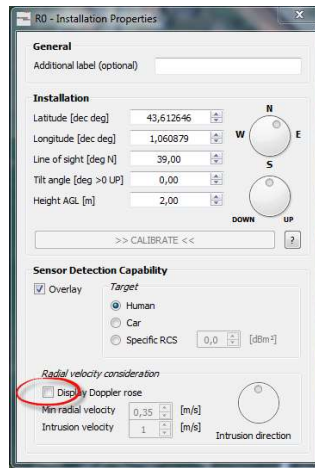 R0 - Installation Properties
X
General
Additional label (optional)
Installation
N
Latitude [dec deg] 43,612646
Longitude [dec deg] 1,060879
W E
Line of sight [deg N] 39,00
S
Tilt angle [deg >0 UP] 0,00
Height AGL [m] 2,00
DOWN UP
>> CALIBRATE << ?
Sensor Detection Capability
Overlay Target
Human
Car
Specific RCS 0,0 [dBm²]
Radial velocity consideration
Display Doppler rose
Min radial velocity 0,35 [m/s]
Intrusion velocity 1 [m/s]
Intrusion direction